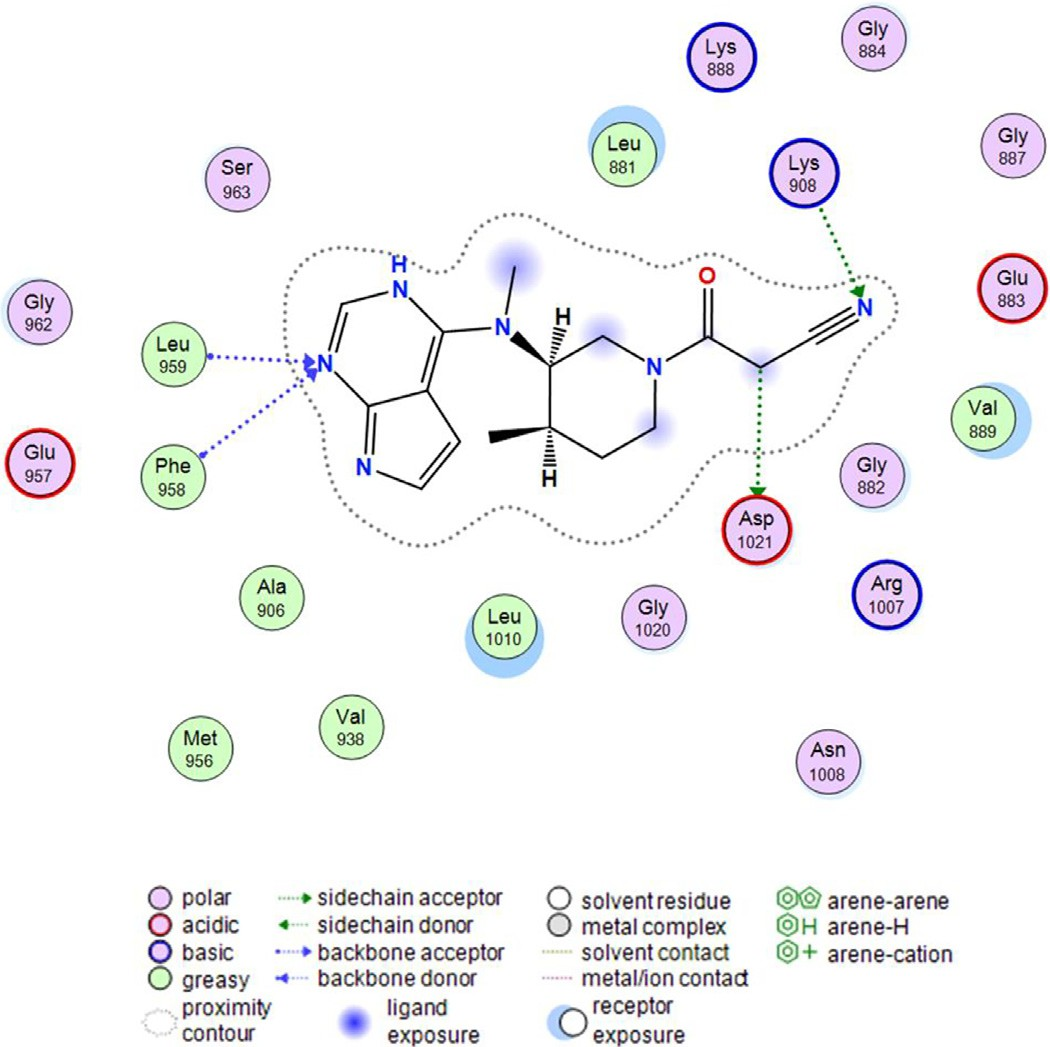 Lys
888
Gly
884
Leu
881
Gly
887
Lys
908
Ser
963
H
N
O
Glu
883
Gly
962
N
H
N
Leu
959
N
N
Val
889
Glu
957
Phe
958
N
H
Gly
882
Asp
1021
Ala
906
Leu
1010
Gly
1020
Arg
1007
Met
956
Val
938
Asn
1008
polar
acidic
basic
greasy
proximity
contour
sidechain acceptor
sidechain donor
backbone acceptor
backbone donor
ligand
exposure
solvent residue
metal complex
solvent contact
metal/ion contact
receptor
exposure
arene-arene
H arene-H
+ arene-cation